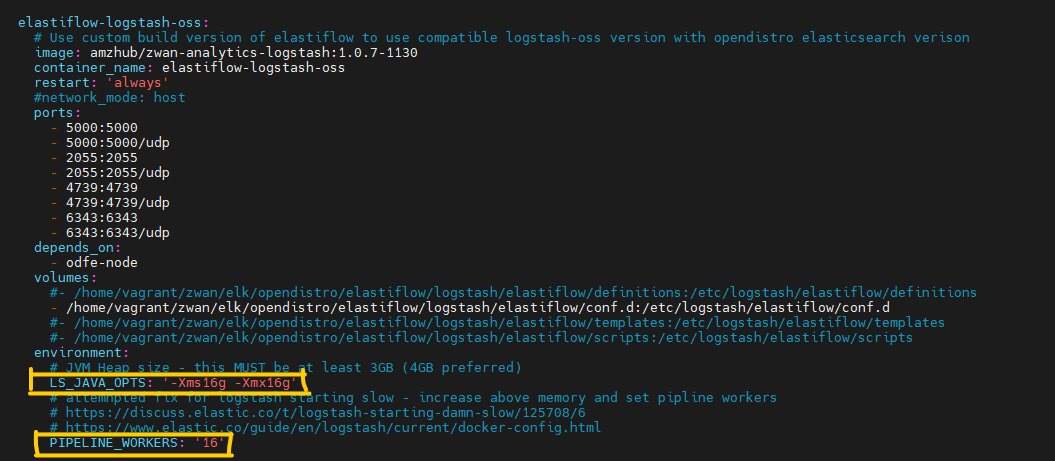 elastiflow-logstash-oss:
# Use custom build version of elastiflow to use compatible logstash-oss version with opendistro elasticsearch verison
image: amzhub/zwan-analytics-logstash:1.0.7-1130
container_name: elastiflow-logstash-oss
restart: 'always'
#network_mode: host
ports:
- 5000:5000
- 5000:5000/udp
- 2055:2055
- 2055:2055/udp
- 4739:4739
- 4739:4739/udp
- 6343:6343
- 6343:6343/udp
depends_on:
- odfe-node
volumes:
#- /home/vagrant/zwan/elk/opendistro/elastiflow/logstash/elastiflow/definitions:/etc/logstash/elastiflow/definitions
- /home/vagrant/zwan/elk/opendistro/elastiflow/logstash/elastiflow/conf.d:/etc/logstash/elastiflow/conf.d
#- /home/vagrant/zwan/elk/opendistro/elastiflow/logstash/elastiflow/templates:/etc/logstash/elastiflow/templates
#- /home/vagrant/zwan/elk/opendistro/elastiflow/logstash/elastiflow/scripts:/etc/logstash/elastiflow/scripts
environment:
# JVM Heap size - this MUST be at least 3GB (4GB preferred)
LS_JAVA_OPTS: '-Xms16g -Xmx16g'
# attemnpted fix for logstash starting slow - increase above memory and set pipline workers
# https://discuss.elastic.co/t/logstash-starting-damn-slow/125708/6
# https://www.elastic.co/guide/en/logstash/current/docker-config.html
PIPELINE_WORKERS: '16'